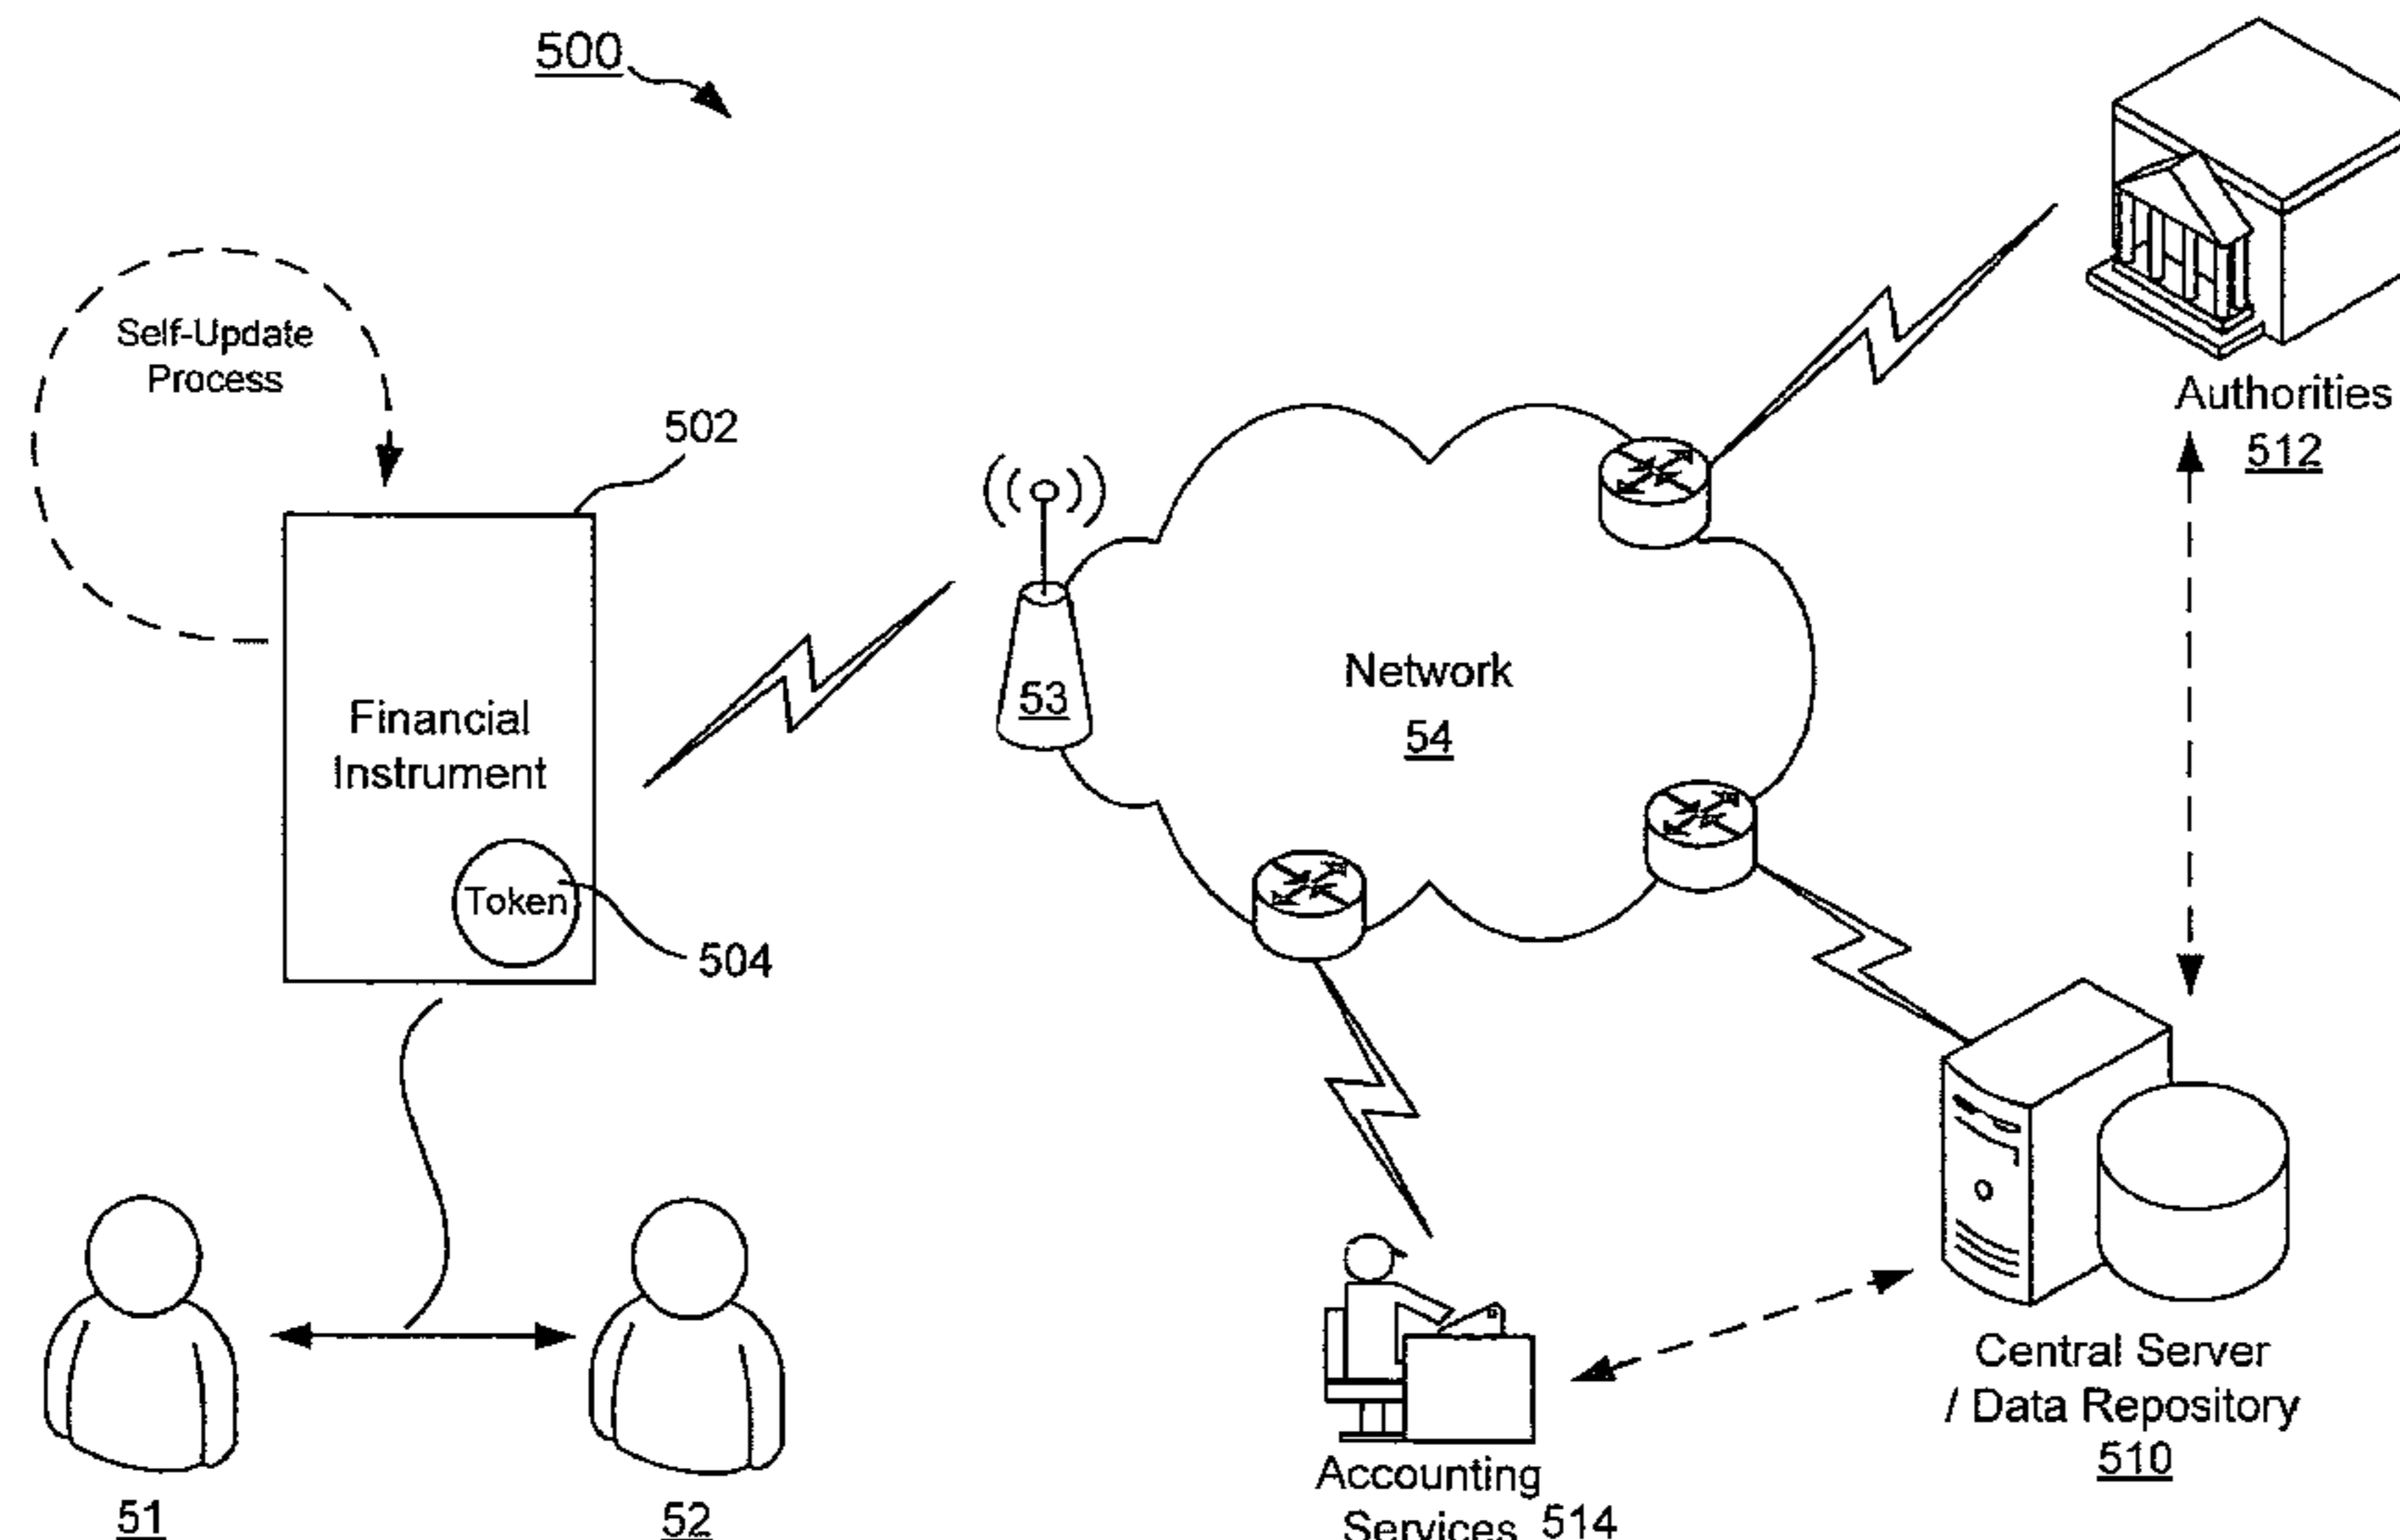 500
Self-Update
Process
502
Authorities
512
Financial
Instrument
Token
504
53
Network
54
Central Server
/ Data Repository
510
Accounting
Services 514
51
52